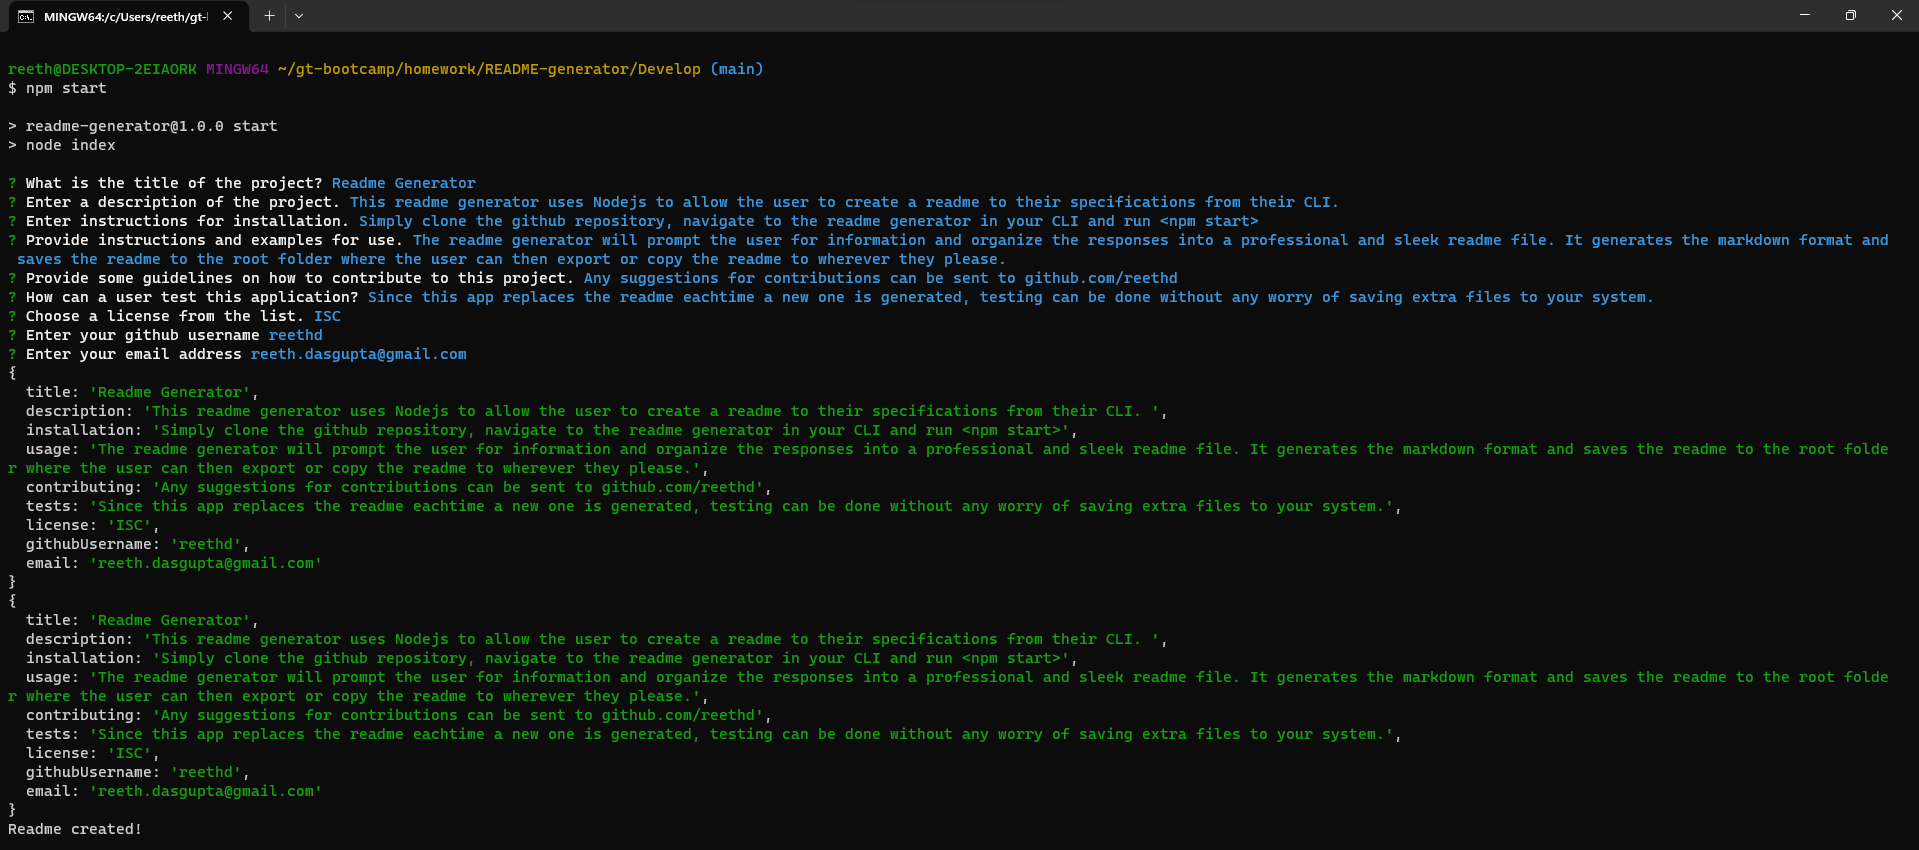 MINGW64:/c/Users/reeth/gt-
reeth@DESKTOP-2EIAORK MINGW64 ~/gt-bootcamp/homework/README-generator/Develop (main)
$ npm start
> readme-generator@1.0.0 start
> node index
? What is the title of the project? Readme Generator
? Enter a description of the project. This readme generator uses Nodejs to allow the user to create a readme to their specifications from their CLI.
? Enter instructions for installation. Simply clone the github repository, navigate to the readme generator in your CLI and run <npm start>
? Provide instructions and examples for use. The readme generator will prompt the user for information and organize the responses into a professional and sleek readme file. It generates the markdown format and
saves the readme to the root folder where the user can then export or copy the readme to wherever they please.
? Provide some guidelines on how to contribute to this project. Any suggestions for contributions can be sent to github.com/reethd
? How can a user test this application? Since this app replaces the readme eachtime a new one is generated, testing can be done without any worry of saving extra files to your system.
? Choose a license from the list. ISC
? Enter your github username reethd
? Enter your email address reeth.dasgupta@gmail.com
{
title: 'Readme Generator',
description: 'This readme generator uses Nodejs to allow the user to create a readme to their specifications from their CLI. ',
installation: 'Simply clone the github repository, navigate to the readme generator in your CLI and run <npm start>',
usage: 'The readme generator will prompt the user for information and organize the responses into a professional and sleek readme file. It generates the markdown format and saves the readme to the root folde
r where the user can then export or copy the readme to wherever they please.',
contributing: 'Any suggestions for contributions can be sent to github.com/reethd',
tests: 'Since this app replaces the readme eachtime a new one is generated, testing can be done without any worry of saving extra files to your system.',
license: 'ISC',
githubUsername: 'reethd',
email: 'reeth.dasgupta@gmail.com'
}
{
title: 'Readme Generator',
description: 'This readme generator uses Nodejs to allow the user to create a readme to their specifications from their CLI. ',
installation: 'Simply clone the github repository, navigate to the readme generator in your CLI and run <npm start>',
usage: 'The readme generator will prompt the user for information and organize the responses into a professional and sleek readme file. It generates the markdown format and saves the readme to the root folde
r where the user can then export or copy the readme to wherever they please.',
contributing: 'Any suggestions for contributions can be sent to github.com/reethd',
tests: 'Since this app replaces the readme eachtime a new one is generated, testing can be done without any worry of saving extra files to your system.',
license: 'ISC',
githubUsername: 'reethd',
email: 'reeth.dasgupta@gmail.com'
}
Readme created!